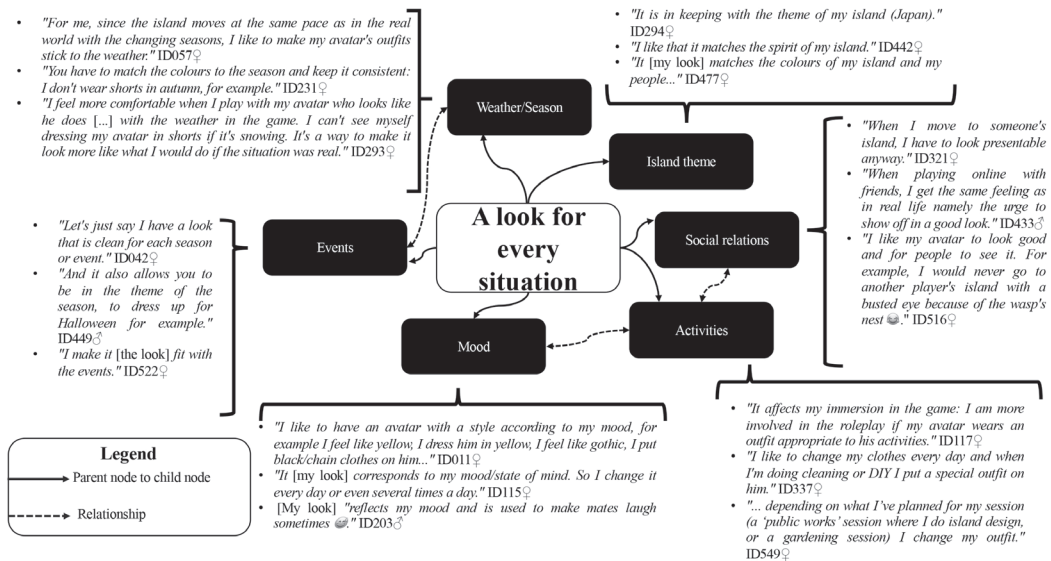 • "For me, since the island moves at the same pace as in the real
world with the changing seasons, I like to make my avatar's outfits
stick to the weather." ID057♀
• "You have to match the colours to the season and keep it consistent:
I don't wear shorts in autumn, for example." ID231♀
• "I feel more comfortable when I play with my avatar who looks like
he does [...] with the weather in the game. I can't see myself
dressing my avatar in shorts if it's snowing. It's a way to make it
look more like what I would do if the situation was real." ID293♀
• "It is in keeping with the theme of my island (Japan)."
ID294♀
• "I like that it matches the spirit of my island." ID442♀
• "It [my look] matches the colours of my island and my
people..." ID477♀
Weather/Season
Island theme
• "When I move to someone's
island, I have to look presentable
anyway." ID321♀
• "When playing online with
friends, I get the same feeling as
in real life namely the urge to
show off in a good look." ID433♂
• "I like my avatar to look good
and for people to see it. For
example, I would never go to
another player's island with a
busted eye because of the wasp's
nest 😂." ID516♀
A look for
every
situation
Events
Social relations
• "Let's just say I have a look
that is clean for each season
or event." ID042♀
• "And it also allows you to
be in the theme of the
season, to dress up for
Halloween for example."
ID449♂
• "I make it [the look] fit with
the events." ID522♀
Mood
Activities
• "I like to have an avatar with a style according to my mood, for
example I feel like yellow, I dress him in yellow, I feel like gothic, I put
black/chain clothes on him..." ID011♀
• "It [my look] corresponds to my mood/state of mind. So I change it
every day or even several times a day." ID115♀
• [My look] "reflects my mood and is used to make mates laugh
sometimes." ID203♂
• "It affects my immersion in the game: I am more
involved in the roleplay if my avatar wears an
outfit appropriate to his activities." ID117♀
• "I like to change my clothes every day and when
I'm doing cleaning or DIY I put a special outfit on
him." ID337♀
• "... depending on what I've planned for my session
(a 'public works' session where I do island design,
or a gardening session) I change my outfit."
ID549♀
Legend
Parent node to child node
Relationship